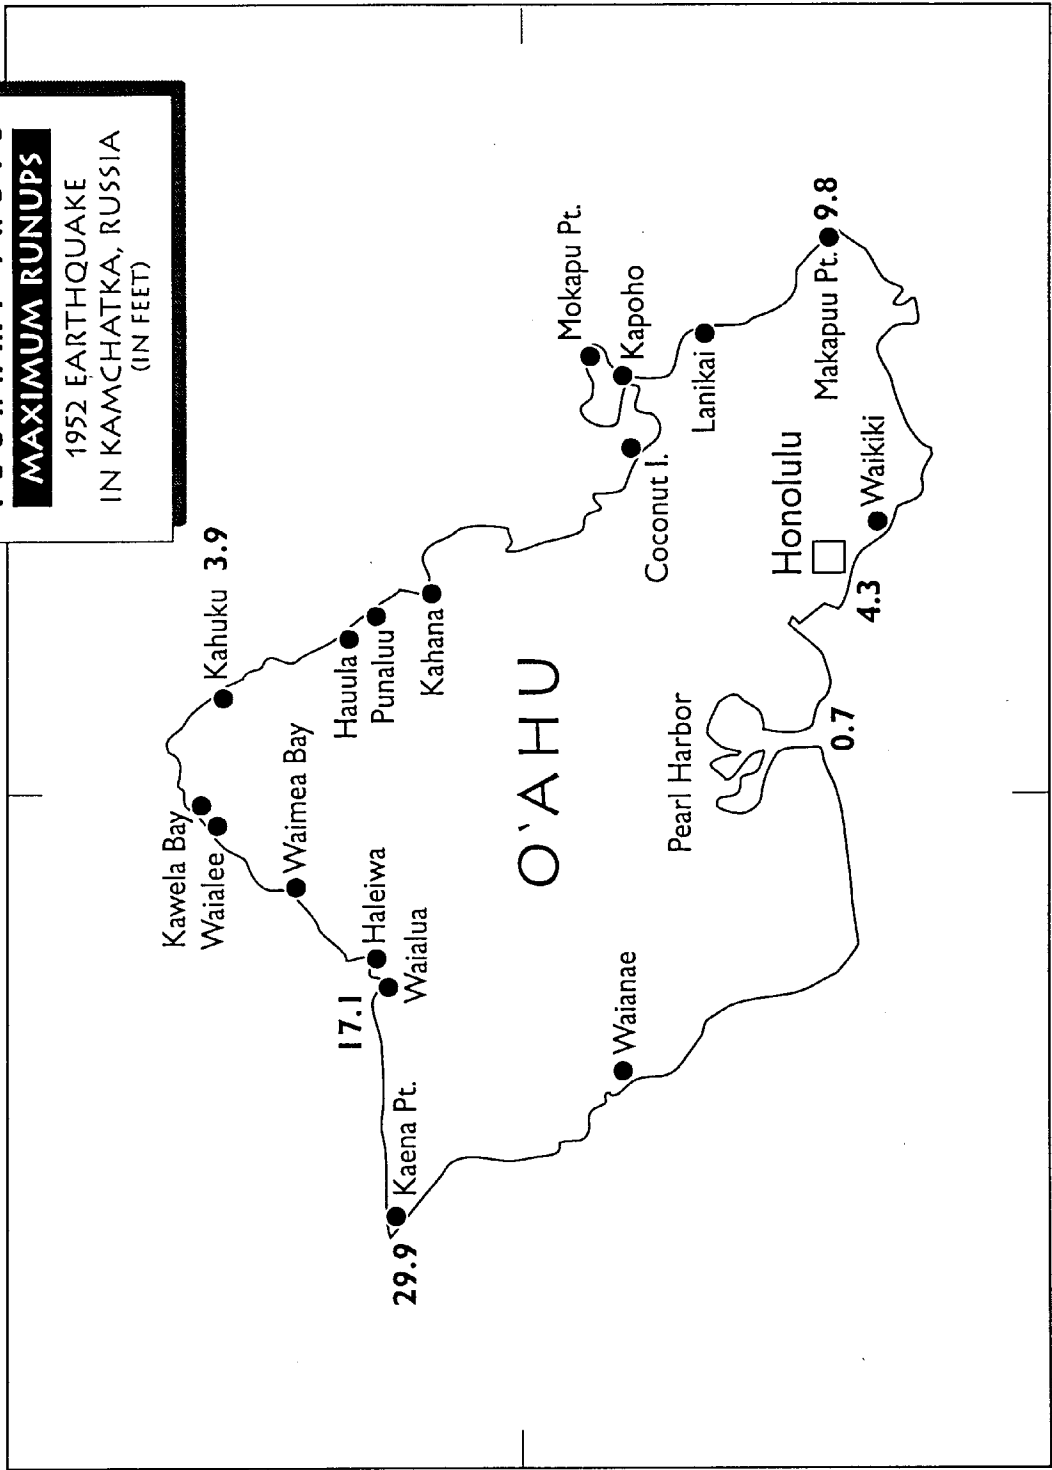 MAXIMUM RUNUPS
1952 EARTHQUAKE
IN KAMCHATKA, RUSSIA
(IN FEET)
Kawela Bay
Waialee
Kahuku 3.9
Waimea Bay
Hauula
Punaluu
Kahana
17.1
Haleiwa
Waialua
29.9
Kaena Pt.
O`AHU
Mokapu Pt.
Kapoho
Coconut I.
Lanikai
Waianae
Pearl Harbor
0.7
Honolulu
4.3
Waikiki
Makapuu Pt. 9.8